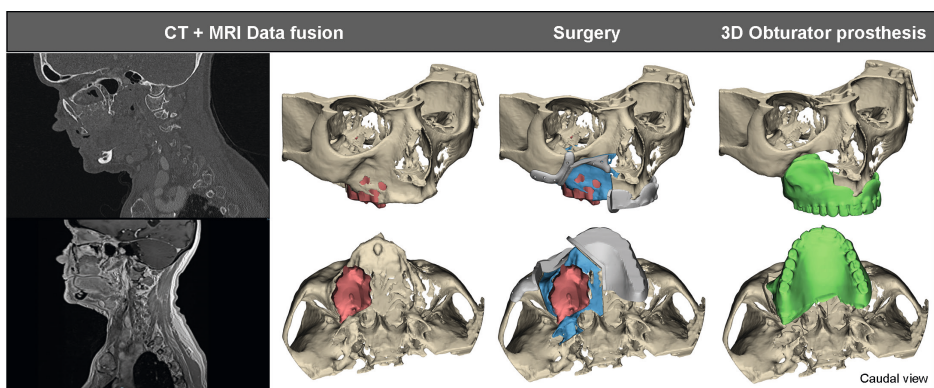 CT + MRI Data fusion
Surgery
3D Obturator prosthesis
Caudal view